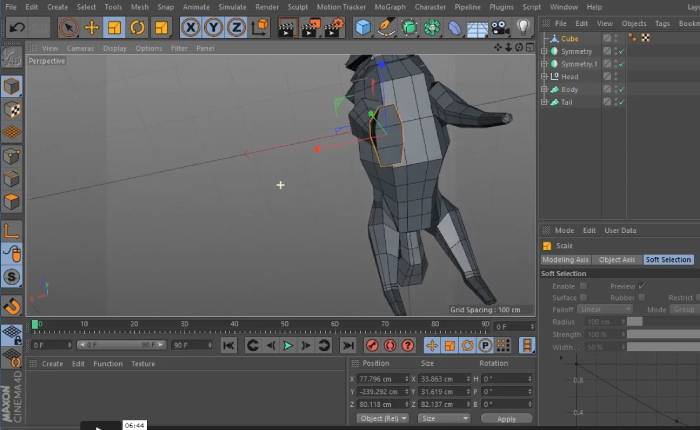 File Edit Create Select Tools Mesh Snap Animate Simulate Render Sculpt Motion Tracker MoGraph Character Pipeline Plugins Script Window Help
X Y Z
File Edit View Objects Tags Bookm
View Cameras Display Options Filter Panel
Perspective
Cube
Symmetry
Symmetry.1
Head
Body
Tail
Grid Spacing : 100 cm
Mode Edit User Data
Scale
Modeling Axis Object Axis Soft Selection
Soft Selection
Enable Preview
Surface Rubber Restrict
Falloff Linear Mode Group
Radius 100 cm
Strength 100 %
Width 50 %
0.8
0.4
0 10 20 30 40 50 60 70 80 90 0 F
0 F 0 F 90 F 90 F
P
S
Create Edit Function Texture
Position Size Rotation
X 77.796 cm X 33.863 cm H 0 °
Y -239.292 cm Y 31.619 cm P 0 °
Z 80.118 cm Z 82.137 cm B 0 °
Object (Rel) Size Apply
MAXON
CINEMA4D
06:44